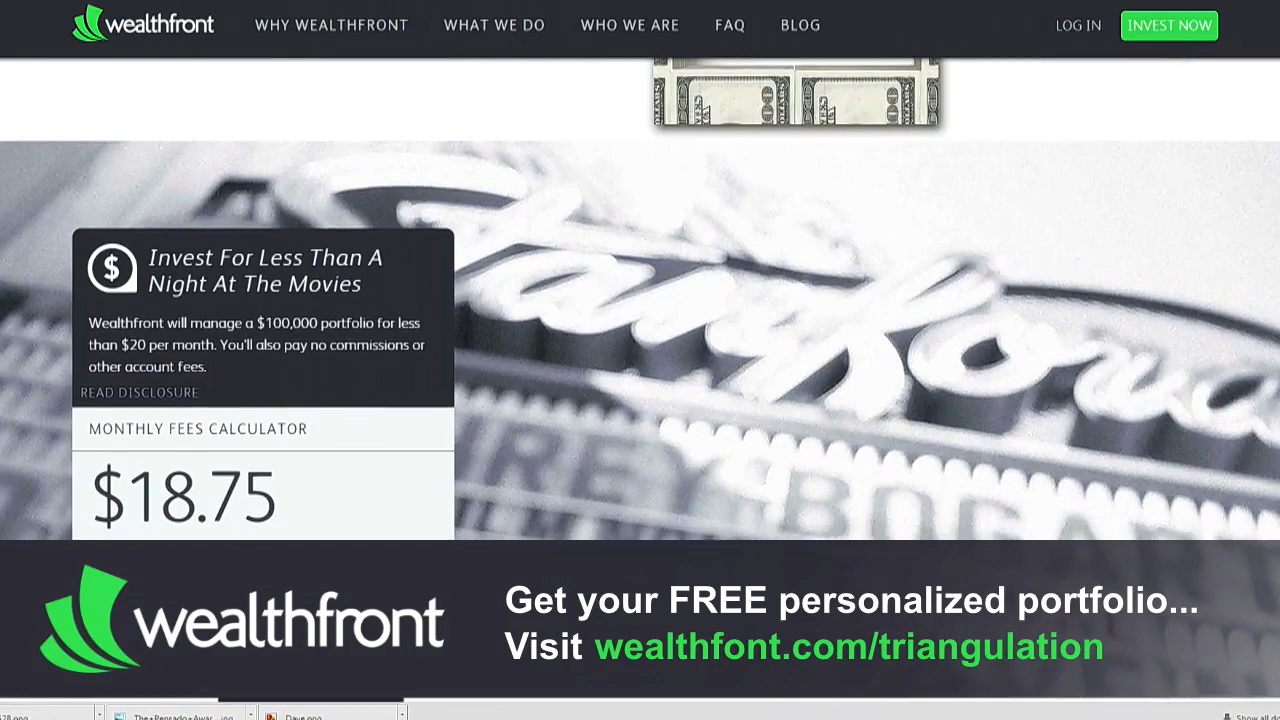 wealthfront
WHY WEALTHFRONT
WHAT WE DO
WHO WE ARE
FAQ
BLOG
LOG IN
INVEST NOW
Invest For Less Than A
Night At The Movies
Wealthfront will manage a $100,000 portfolio for less
than $20 per month. You'll also pay no commissions or
other account fees.
READ DISCLOSURE
MONTHLY FEES CALCULATOR
$18.75
wealthfront
Get your FREE personalized portfolio...
Visit wealthfont.com/triangulation
Dave.png